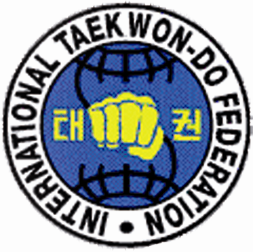 INTERNATIONAL TAEKWON-DO FEDERATION
태 권